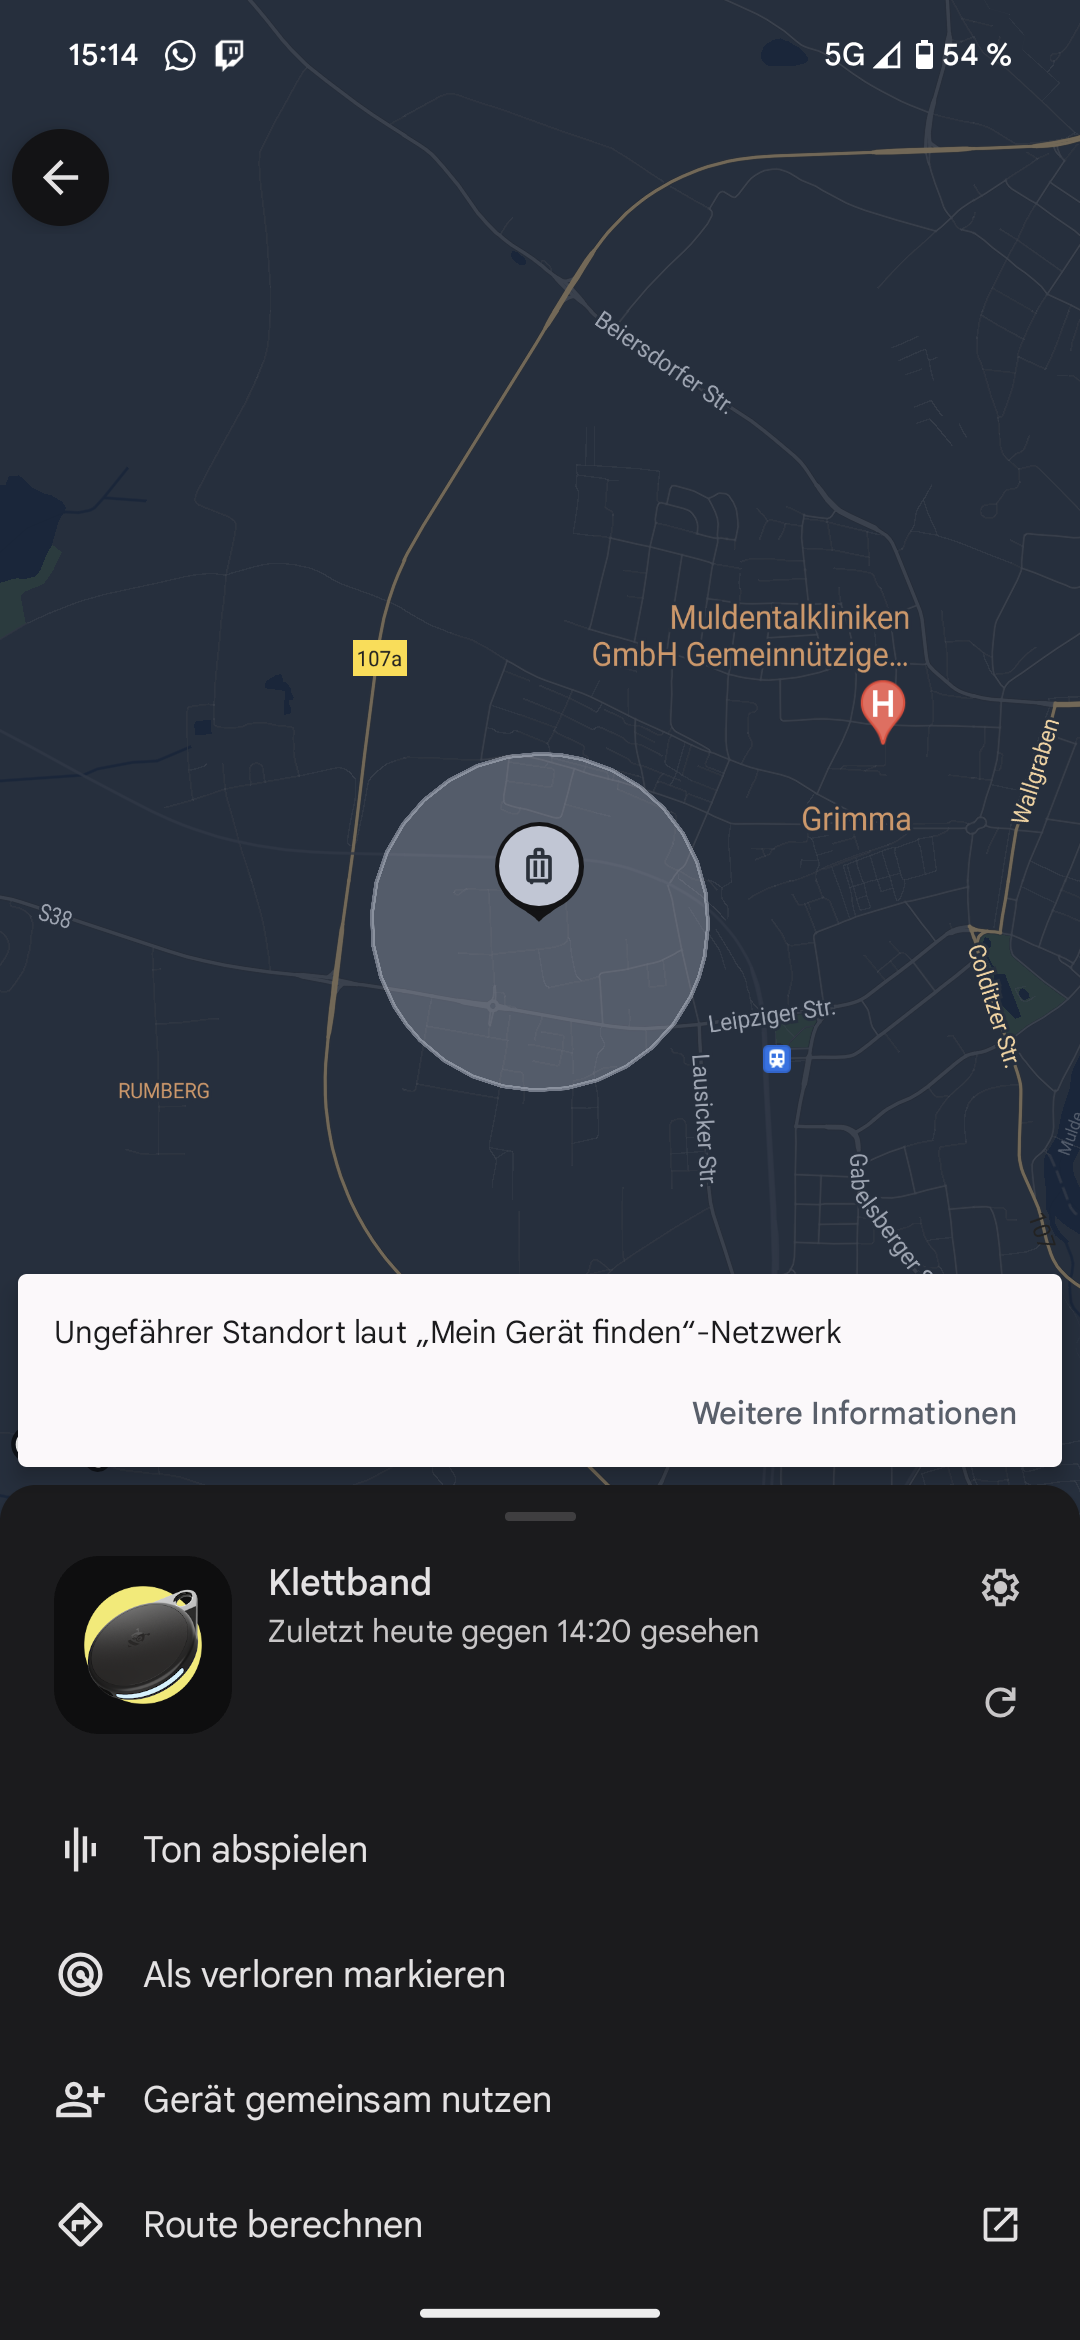 15:14
5G
54 %
Beiersdorfer Str.
Muldentalkliniken
GmbH Gemeinnützige...
107a
H
Wallgraben
Grimma
S38
Colditzer Str.
Leipziger Str.
RUMBERG
Lausicker Str.
Mulde
Gabelsberger
107
Ungefährer Standort laut „Mein Gerät finden“-Netzwerk
Weitere Informationen
Klettband
Zuletzt heute gegen 14:20 gesehen
Ton abspielen
Als verloren markieren
Gerät gemeinsam nutzen
Route berechnen